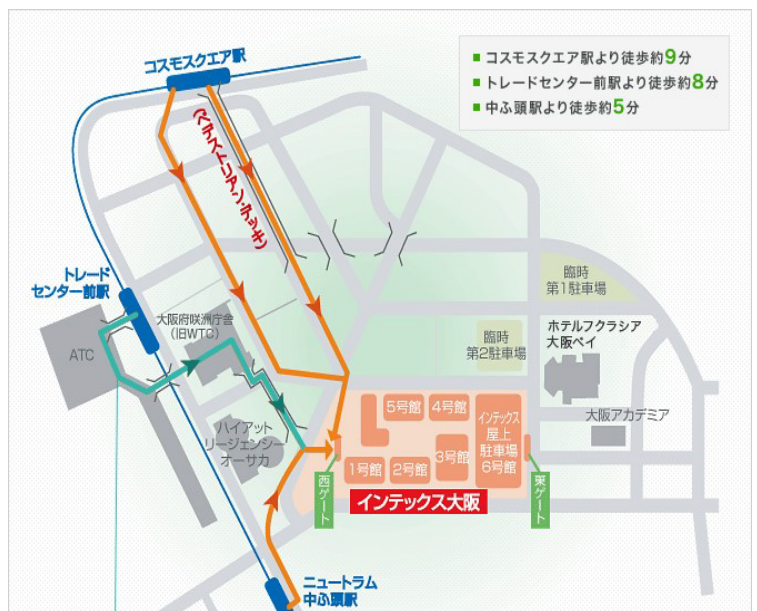 コスモスクエア駅
■ コスモスクエア駅より徒歩約9分
■ トレードセンター前駅より徒歩約8分
■ 中ふ頭駅より徒歩約5分
(ペデストリアン・デッキ)
トレード
センター前駅
臨時
第1駐車場
大阪府咲洲庁舎
(旧WTC)
ATC
臨時
第2駐車場
ホテルフクラシア
大阪ベイ
ハイアット
リージェンシー
オーサカ
5号館
4号館
インテックス
屋上
駐車場
6号館
大阪アカデミア
1号館
2号館
3号館
西ゲート
インテックス大阪
東ゲート
ニュートラム
中ふ頭駅